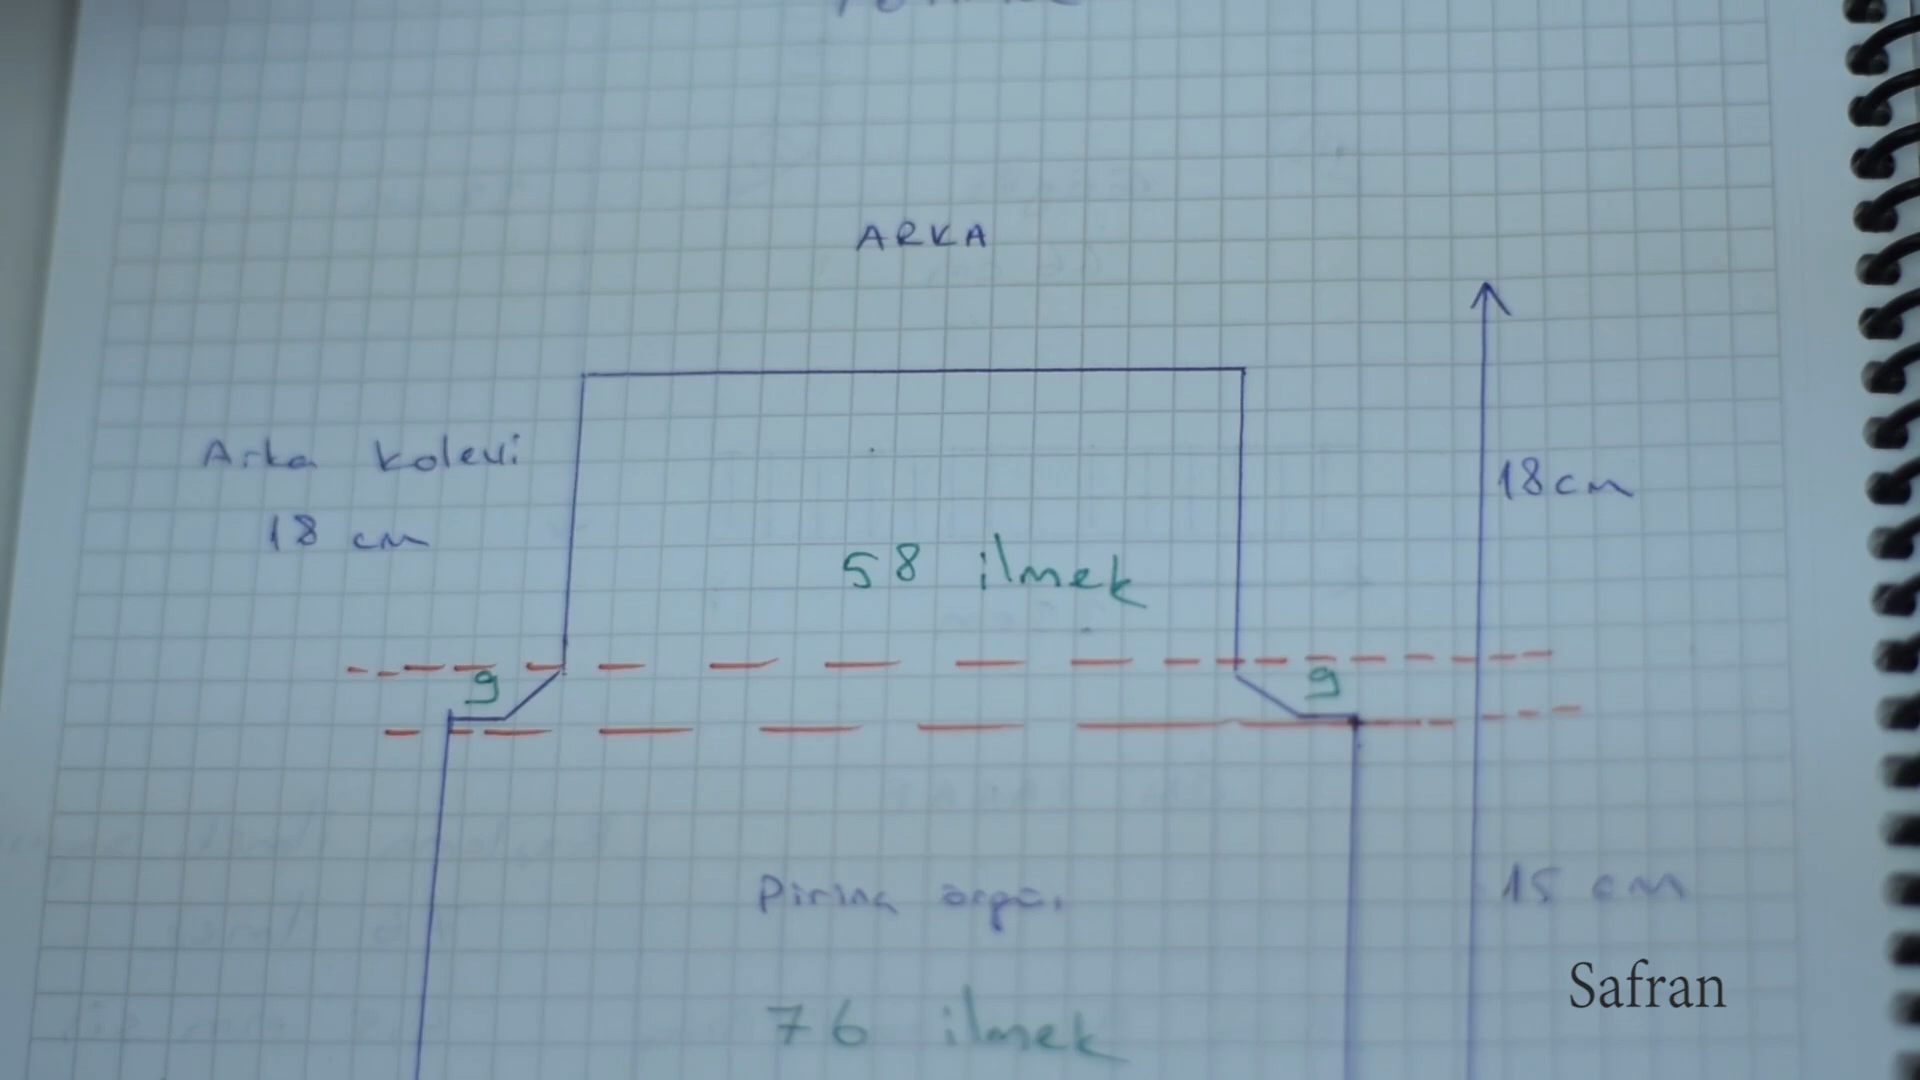 ARKA
Arka kolevi
18 cm
18cm
58 ilmek
9
9
Pirinç örgü.
15 cm
76 ilmek
Safran